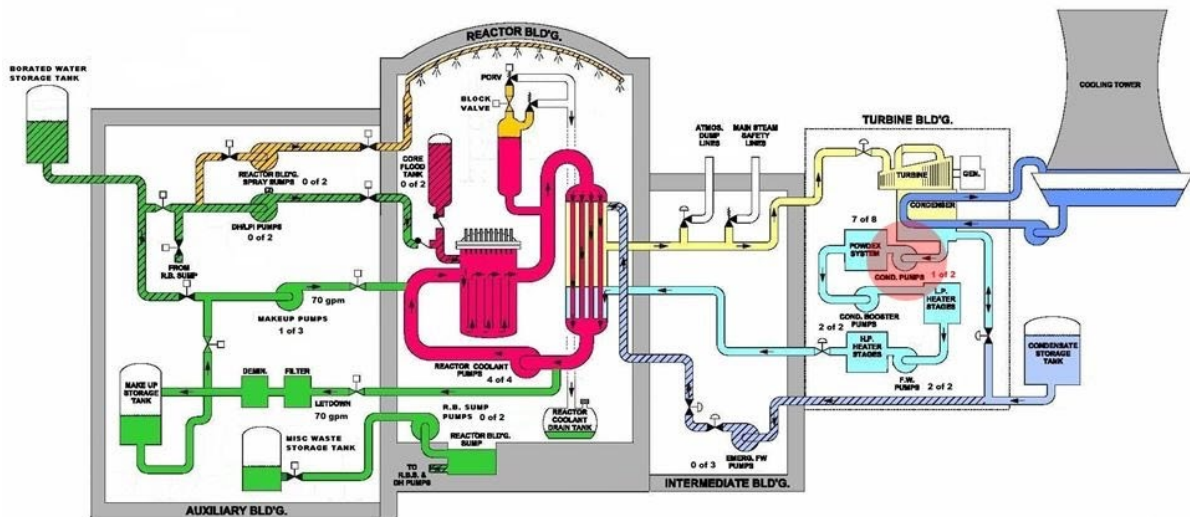 REACTOR BLD'G.
BORATED WATER
STORAGE TANK
PORV
BLOCK
VALVE
COOLING TOWER
ATMOS.
DUMP
LINES
MAIN STEAM
SAFETY
LINES
TURBINE BLD'G.
TURBINE
GEN.
CONDENSER
CORE
FLOOD
TANK
0 of 2
REACTOR BLD'G.
SPRAY PUMPS
0 of 2
DH/LPI PUMPS
0 of 2
7 of 8
POWDEX
SYSTEM
COND. PUMPS
1 of 2
FROM
R.B. SUMP
L.P.
HEATER
STAGES
70 gpm
MAKEUP PUMPS
1 of 3
COND. BOOSTER
PUMPS
2 of 2
H.P.
HEATER
STAGES
CONDENSATE
STORAGE
TANK
F.W.
PUMPS
2 of 2
REACTOR COOLANT
PUMPS
4 of 4
MAKE UP
STORAGE
TANK
DEMIN.
FILTER
LETDOWN
70 gpm
R.B. SUMP
PUMPS
0 of 2
REACTOR
COOLANT
DRAIN TANK
MISC WASTE
STORAGE TANK
REACTOR BLD'G.
SUMP
TO
R.B.S. &
DH PUMPS
0 of 3
EMERG. FW
PUMPS
INTERMEDIATE BLD'G.
AUXILIARY BLD'G.